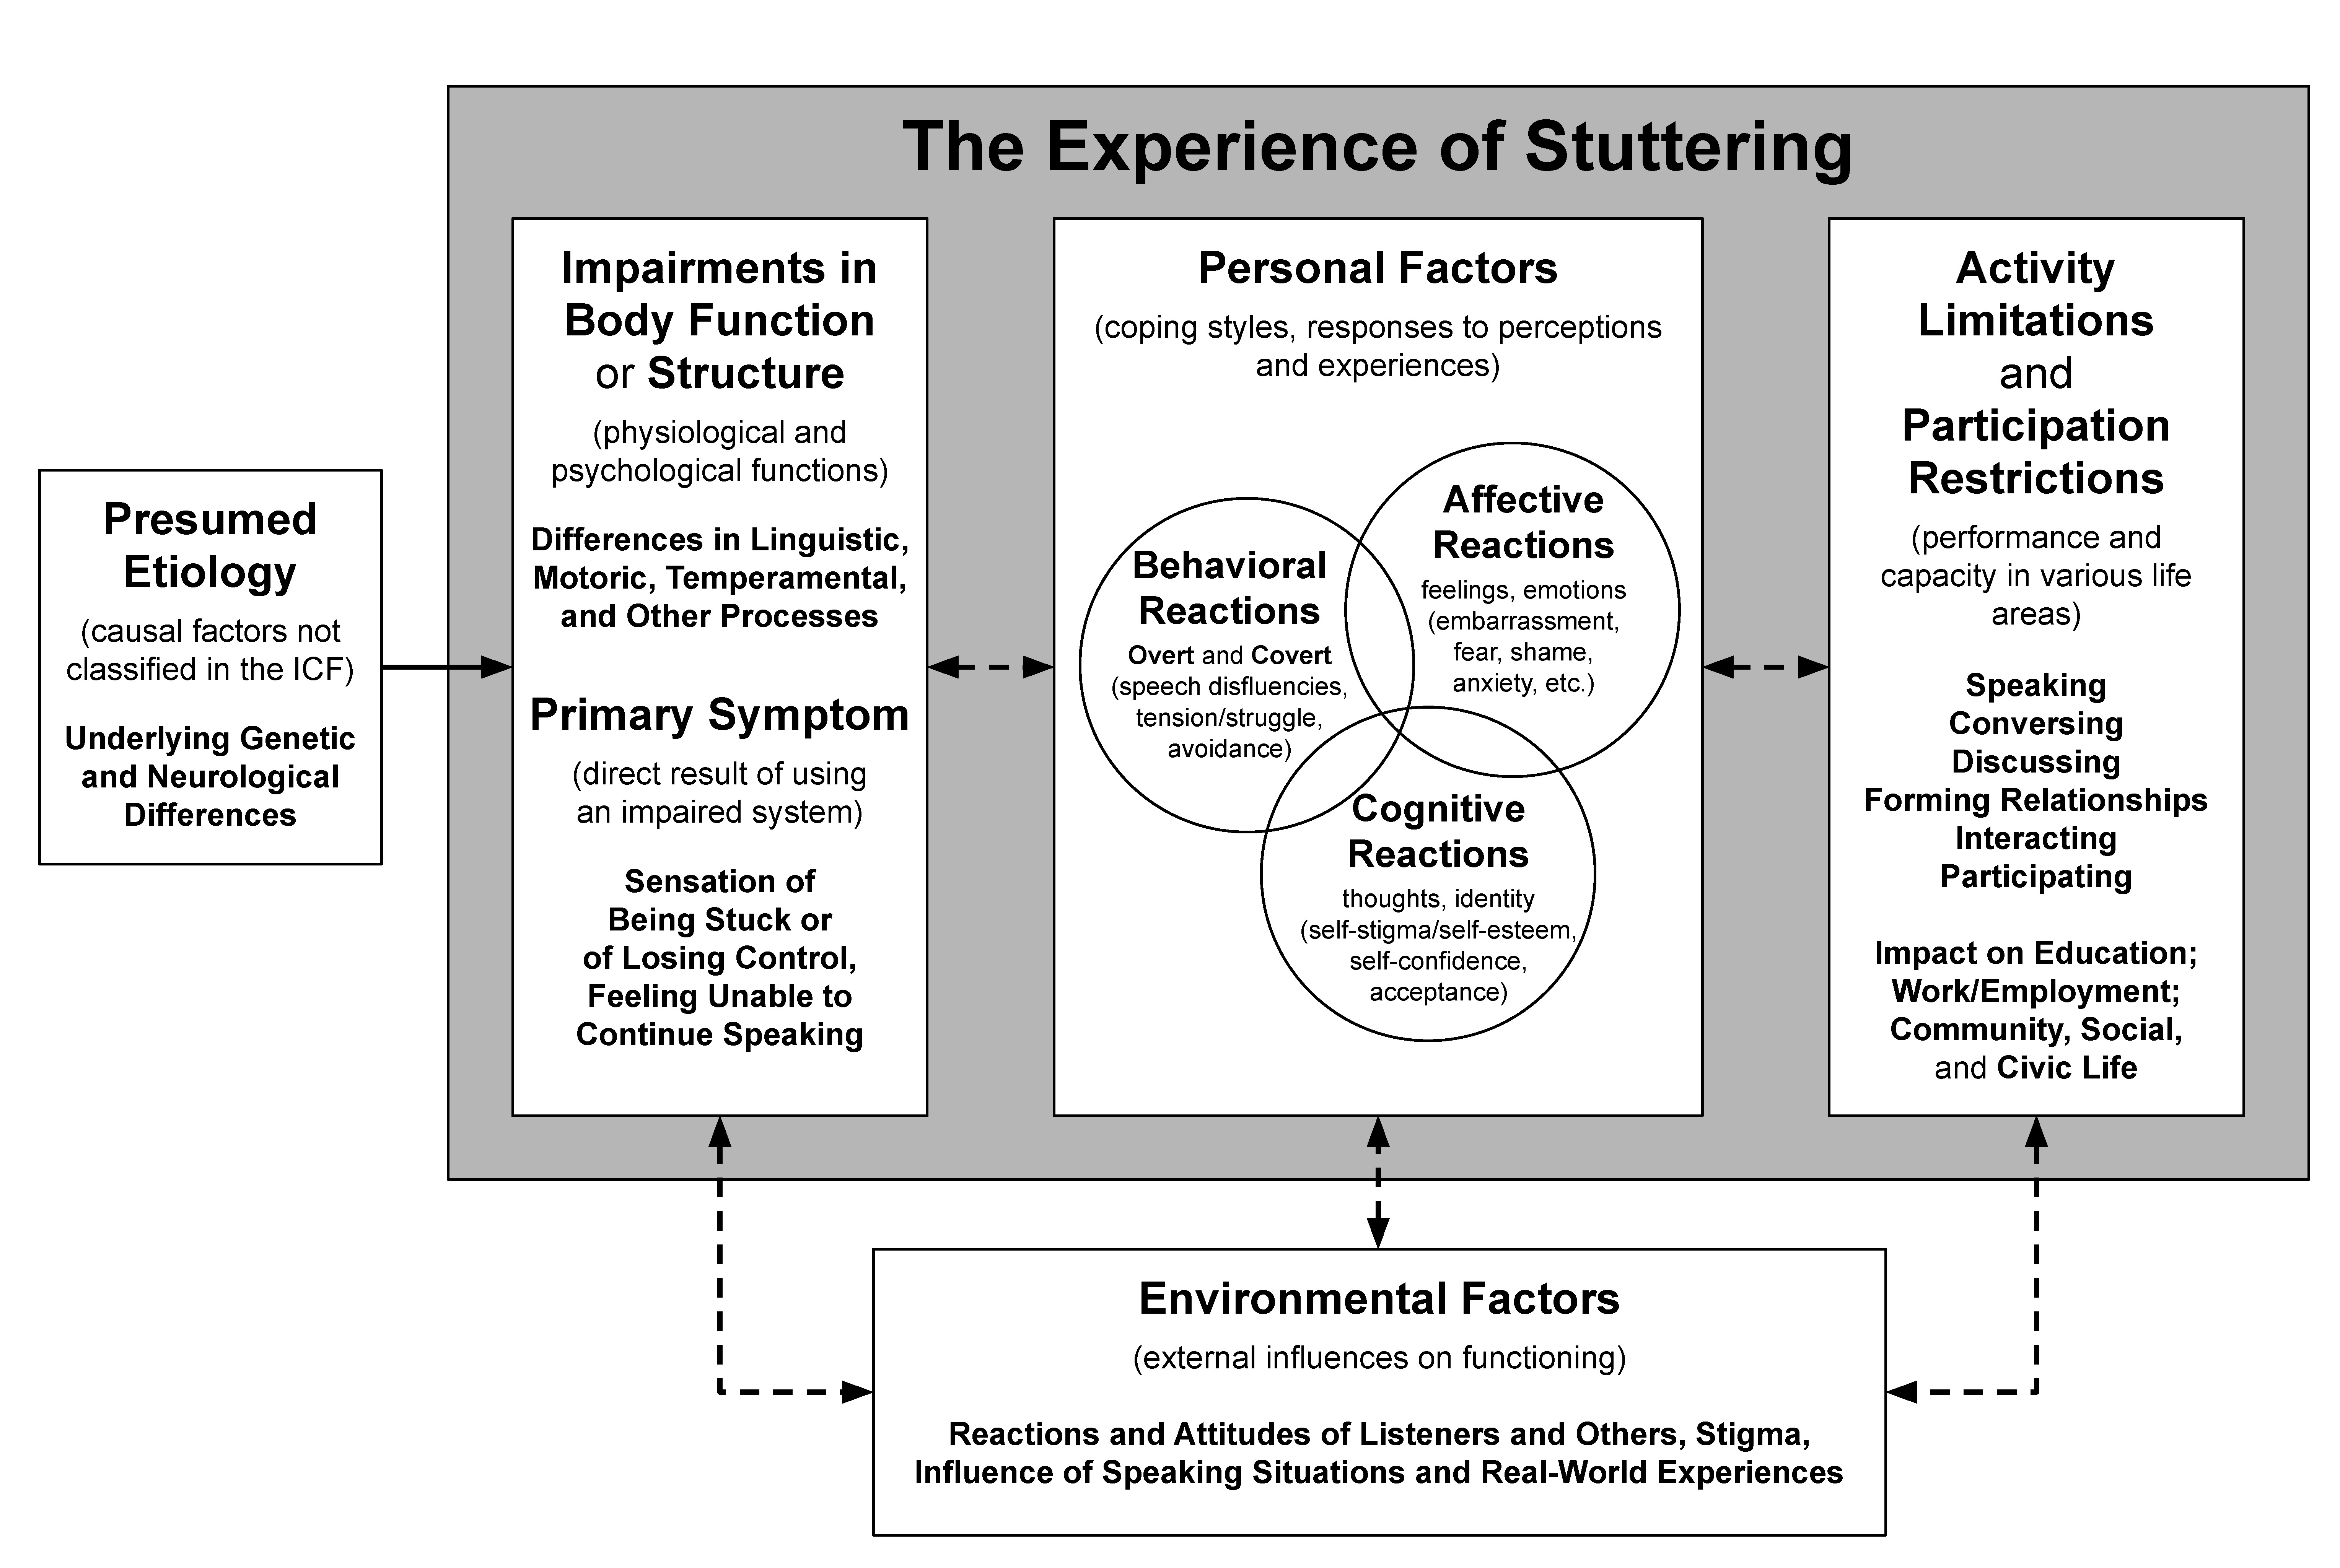 The Experience of Stuttering
Presumed
Etiology
(causal factors not
classified in the ICF)
Underlying Genetic
and Neurological
Differences
Impairments in
Body Function
or Structure
(physiological and
psychological functions)
Differences in Linguistic,
Motoric, Temperamental,
and Other Processes
Primary Symptom
(direct result of using
an impaired system)
Sensation of
Being Stuck or
of Losing Control,
Feeling Unable to
Continue Speaking
Personal Factors
(coping styles, responses to perceptions
and experiences)
Behavioral
Reactions
Overt and Covert
(speech disfluencies,
tension/struggle,
avoidance)
Affective
Reactions
feelings, emotions
(embarrassment,
fear, shame,
anxiety, etc.)
Cognitive
Reactions
thoughts, identity
(self-stigma/self-esteem,
self-confidence,
acceptance)
Activity
Limitations
and
Participation
Restrictions
(performance and
capacity in various life
areas)
Speaking
Conversing
Discussing
Forming Relationships
Interacting
Participating
Impact on Education;
Work/Employment;
Community, Social,
and Civic Life
Environmental Factors
(external influences on functioning)
Reactions and Attitudes of Listeners and Others, Stigma,
Influence of Speaking Situations and Real-World Experiences